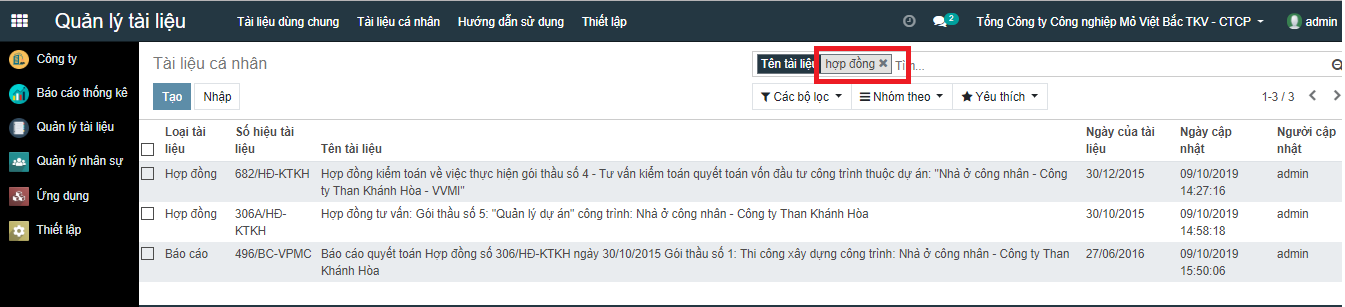 Quản lý tài liệu Tài liệu dùng chung Tài liệu cá nhân Hướng dẫn sử dụng Thiết lập 2 Tổng Công ty Công nghiệp Mỏ Việt Bắc TKV - CTCP admin
Công ty
Báo cáo thống kê
Quản lý tài liệu
Quản lý nhân sự
Ứng dụng
Thiết lập
Tài liệu cá nhân
Tên tài liệu hợp đồng Tìm...
Tạo Nhập
Các bộ lọc Nhóm theo Yêu thích 1-3 / 3
Loại tài liệu
Số hiệu tài liệu
Tên tài liệu
Ngày của tài liệu
Ngày cập nhật
Người cập nhật
Hợp đồng 682/HĐ-KTKH Hợp đồng kiểm toán về việc thực hiện gói thầu số 4 - Tư vấn kiểm toán quyết toán vốn đầu tư công trình thuộc dự án: "Nhà ở công nhân - Công 30/12/2015 09/10/2019 admin
ty Than Khánh Hòa - VVMI" 14:27:16
Hợp đồng 306A/HĐ- Hợp đồng tư vấn: Gói thầu số 5: "Quản lý dự án" công trình: Nhà ở công nhân - Công ty Than Khánh Hòa 30/10/2015 09/10/2019 admin
KTKH 14:58:18
Báo cáo 496/BC-VPMC Báo cáo quyết toán Hợp đồng số 306/HĐ-KTKH ngày 30/10/2015 Gói thầu số 1: Thi công xây dựng công trình: Nhà ở công nhân - Công ty Than 27/06/2016 09/10/2019 admin
Khánh Hòa 15:50:06